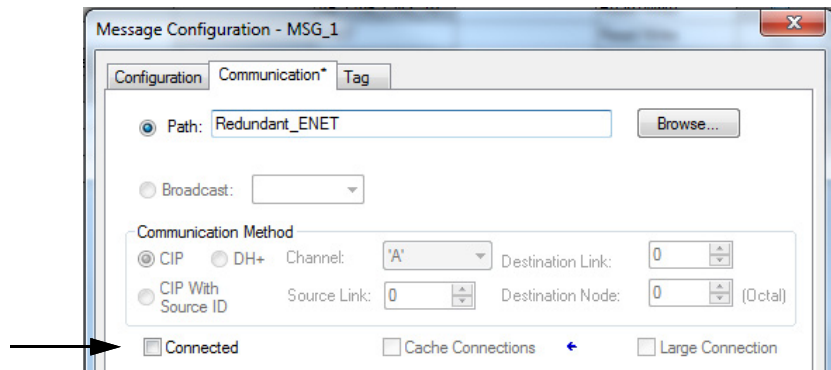 Message Configuration - MSG_1
Configuration Communication* Tag
Path: Redundant_ENET Browse...
Broadcast:
Communication Method
CIP DH+ Channel: 'A' Destination Link: 0
CIP With Source ID Source Link: 0 Destination Node: 0 (Octal)
Connected Cache Connections Large Connection